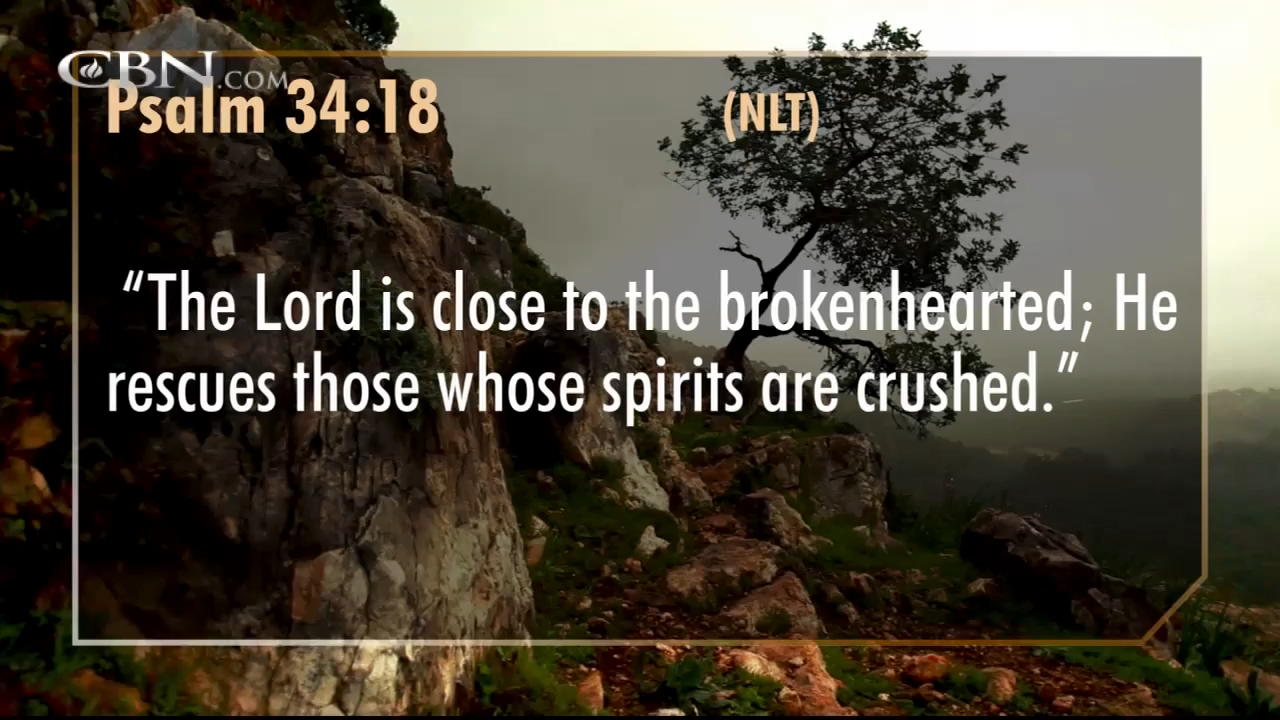 CBN.COM
Psalm 34:18 (NLT)
“The Lord is close to the brokenhearted; He
rescues those whose spirits are crushed.”